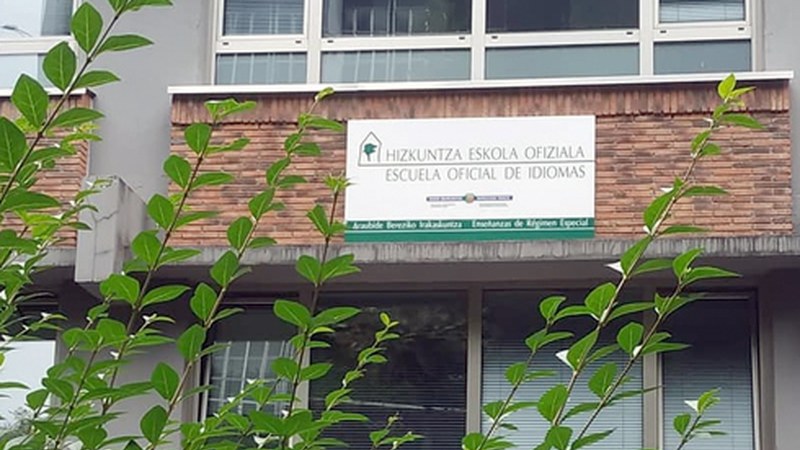 HIZKUNTZA ESKOLA OFIZIALA
ESCUELA OFICIAL DE IDIOMAS
Araubide Bereziko Irakaskuntza - Enseñanzas de Régimen Especial